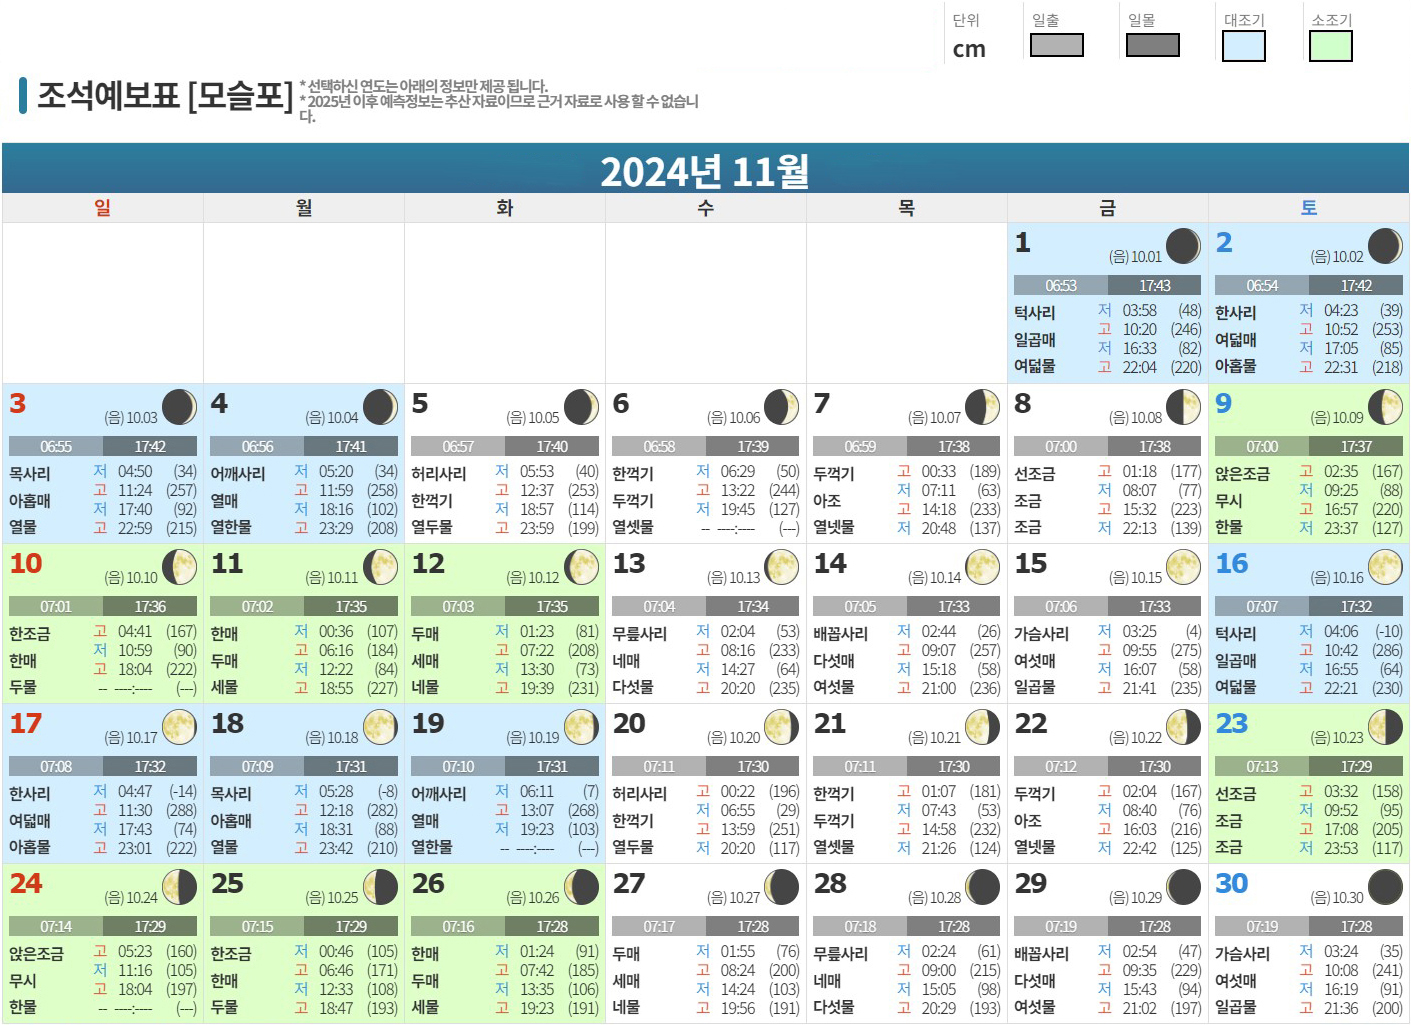 단위 일출 일몰 대조기 소조기
cm
조석예보표 [모슬포]
* 선택하신 연도는 아래의 정보만 제공 됩니다.
* 2025년 이후 예측정보는 추산 자료이므로 근거 자료로 사용 할 수 없습니
다.
2024년 11월
일 월 화 수 목 금 토
1 (음) 10.01
06:53 17:43
턱사리 일곱매 여덟물
저 03:58 (48)
고 10:20 (246)
저 16:33 (82)
고 22:04 (220)
2 (음) 10.02
06:54 17:42
한사리 여덟매 아홉물
저 04:23 (39)
고 10:52 (253)
저 17:05 (85)
고 22:31 (218)
3 (음) 10.03
06:55 17:42
목사리 아홉매 열물
저 04:50 (34)
고 11:24 (257)
저 17:40 (92)
고 22:59 (215)
4 (음) 10.04
06:56 17:41
어깨사리 열매 열한물
저 05:20 (34)
고 11:59 (258)
저 18:16 (102)
고 23:29 (208)
5 (음) 10.05
06:57 17:40
허리사리 한꺽기 열두물
저 05:53 (40)
고 12:37 (253)
저 18:57 (114)
고 23:59 (199)
6 (음) 10.06
06:58 17:39
한꺽기 두꺽기 열셋물
저 06:29 (50)
고 13:22 (244)
저 19:45 (127)
-- ----:---- (---)
7 (음) 10.07
06:59 17:38
두꺽기 아조 열넷물
고 00:33 (189)
저 07:11 (63)
고 14:18 (233)
저 20:48 (137)
8 (음) 10.08
07:00 17:38
선조금 조금 조금
고 01:18 (177)
저 08:07 (77)
고 15:32 (223)
저 22:13 (139)
9 (음) 10.09
07:00 17:37
앉은조금 무시 한물
고 02:35 (167)
저 09:25 (88)
고 16:57 (220)
저 23:37 (127)
10 (음) 10.10
07:01 17:36
한조금 한매 두물
고 04:41 (167)
저 10:59 (90)
고 18:04 (222)
-- ----:---- (---)
11 (음) 10.11
07:02 17:35
한매 두매 세물
저 00:36 (107)
고 06:16 (184)
저 12:22 (84)
고 18:55 (227)
12 (음) 10.12
07:03 17:35
두매 세매 네물
저 01:23 (81)
고 07:22 (208)
저 13:30 (73)
고 19:39 (231)
13 (음) 10.13
07:04 17:34
무릎사리 네매 다섯물
저 02:04 (53)
고 08:16 (233)
저 14:27 (64)
고 20:20 (235)
14 (음) 10.14
07:05 17:33
배꼽사리 다섯매 여섯물
저 02:44 (26)
고 09:07 (257)
저 15:18 (58)
고 21:00 (236)
15 (음) 10.15
07:06 17:33
가슴사리 여섯매 일곱물
저 03:25 (4)
고 09:55 (275)
저 16:07 (58)
고 21:41 (235)
16 (음) 10.16
07:07 17:32
턱사리 일곱매 여덟물
저 04:06 (-10)
고 10:42 (286)
저 16:55 (64)
고 22:21 (230)
17 (음) 10.17
07:08 17:32
한사리 여덟매 아홉물
저 04:47 (-14)
고 11:30 (288)
저 17:43 (74)
고 23:01 (222)
18 (음) 10.18
07:09 17:31
목사리 아홉매 열물
저 05:28 (-8)
고 12:18 (282)
저 18:31 (88)
고 23:42 (210)
19 (음) 10.19
07:10 17:31
어깨사리 열매 열한물
저 06:11 (7)
고 13:07 (268)
저 19:23 (103)
-- ----:---- (---)
20 (음) 10.20
07:11 17:30
허리사리 한꺽기 열두물
고 00:22 (196)
저 06:55 (29)
고 13:59 (251)
저 20:20 (117)
21 (음) 10.21
07:11 17:30
한꺽기 두꺽기 열셋물
고 01:07 (181)
저 07:43 (53)
고 14:58 (232)
저 21:26 (124)
22 (음) 10.22
07:12 17:30
두꺽기 아조 열넷물
고 02:04 (167)
저 08:40 (76)
고 16:03 (216)
저 22:42 (125)
23 (음) 10.23
07:13 17:29
선조금 조금 조금
고 03:32 (158)
저 09:52 (95)
고 17:08 (205)
저 23:53 (117)
24 (음) 10.24
07:14 17:29
앉은조금 무시 한물
고 05:23 (160)
저 11:16 (105)
고 18:04 (197)
-- ----:---- (---)
25 (음) 10.25
07:15 17:29
한조금 한매 두물
저 00:46 (105)
고 06:46 (171)
저 12:33 (108)
고 18:47 (193)
26 (음) 10.26
07:16 17:28
한매 두매 세물
저 01:24 (91)
고 07:42 (185)
저 13:35 (106)
고 19:23 (191)
27 (음) 10.27
07:17 17:28
두매 세매 네물
저 01:55 (76)
고 08:24 (200)
저 14:24 (103)
고 19:56 (191)
28 (음) 10.28
07:18 17:28
무릎사리 네매 다섯물
저 02:24 (61)
고 09:00 (215)
저 15:05 (98)
고 20:29 (193)
29 (음) 10.29
07:19 17:28
배꼽사리 다섯매 여섯물
저 02:54 (47)
고 09:35 (229)
저 15:43 (94)
고 21:02 (197)
30 (음) 10.30
07:19 17:28
가슴사리 여섯매 일곱물
저 03:24 (35)
고 10:08 (241)
저 16:19 (91)
고 21:36 (200)